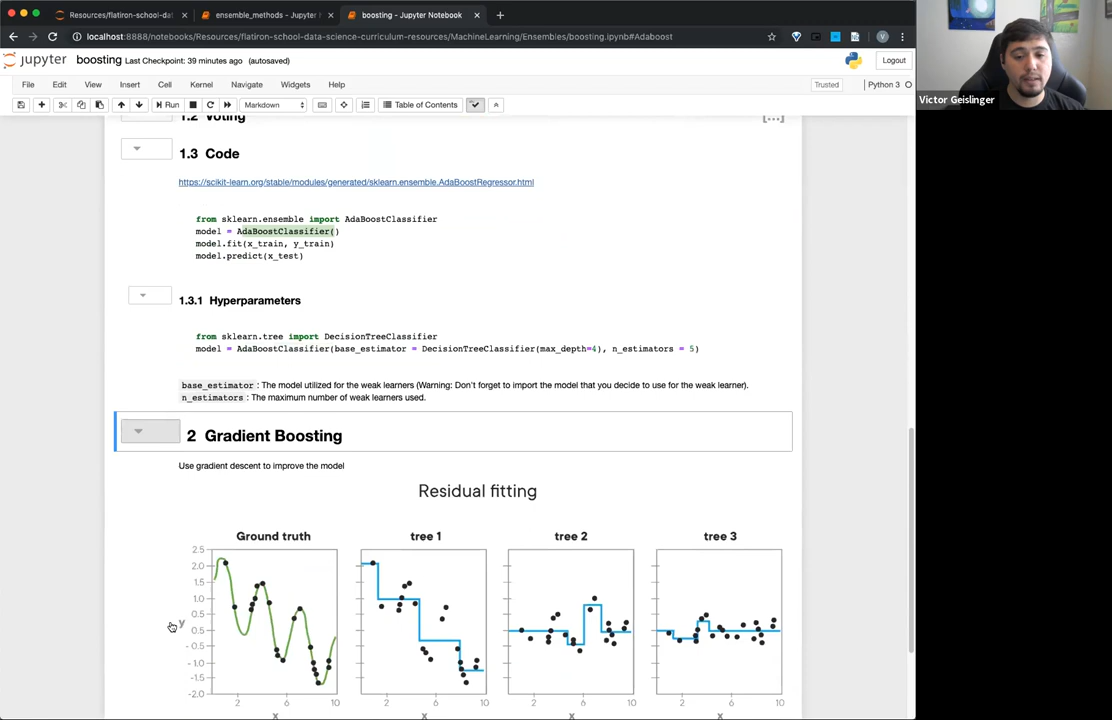 Resources/flatiron-school-dat
ensemble_methods - Jupyter
boosting - Jupyter Notebook
localhost:8888/notebooks/Resources/flatiron-school-data-science-curriculum-resources/MachineLearning/Ensembles/boosting.ipynb#Adaboost
V
jupyter boosting Last Checkpoint: 39 minutes ago (autosaved)
Logout
File Edit View Insert Cell Kernel Navigate Widgets Help
Trusted Python 3
Run Markdown Table of Contents
Victor Geislinger
1.2 Voting
[...]
1.3 Code
https://scikit-learn.org/stable/modules/generated/sklearn.ensemble.AdaBoostRegressor.html
from sklearn.ensemble import AdaBoostClassifier
model = AdaBoostClassifier()
model.fit(x_train, y_train)
model.predict(x_test)
1.3.1 Hyperparameters
from sklearn.tree import DecisionTreeClassifier
model = AdaBoostClassifier(base_estimator = DecisionTreeClassifier(max_depth=4), n_estimators = 5)
base_estimator : The model utilized for the weak learners (Warning: Don't forget to import the model that you decide to use for the weak learner).
n_estimators : The maximum number of weak learners used.
2 Gradient Boosting
Use gradient descent to improve the model
Residual fitting
Ground truth tree 1 tree 2 tree 3
2.5
2.0
1.5
1.0
0.5
y
0.5
- 0.5
- 1.0
- 1.5
-2.0
2 6 10 2 6 10 2 6 10 2 6 10
x x x x